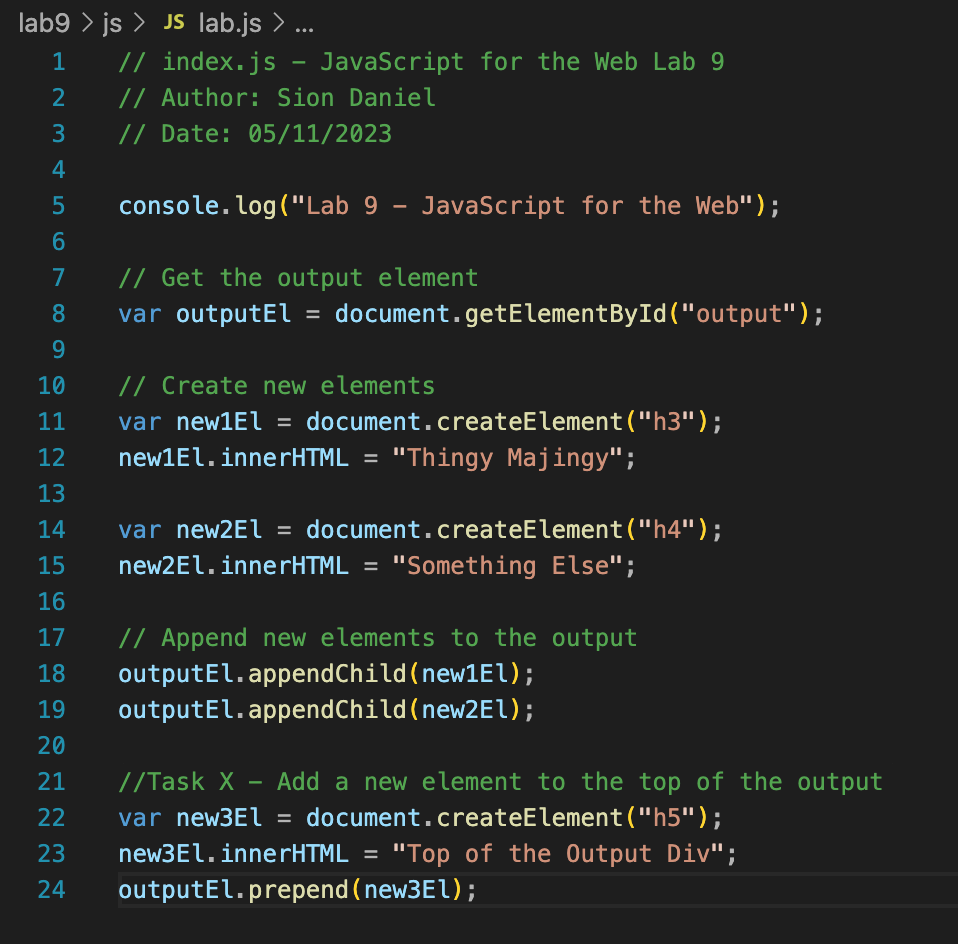 lab9 > js > JS lab.js > ...
1 // index.js – JavaScript for the Web Lab 9
2 // Author: Sion Daniel
3 // Date: 05/11/2023
4
5 console.log("Lab 9 – JavaScript for the Web");
6
7 // Get the output element
8 var outputEl = document.getElementById("output");
9
10 // Create new elements
11 var new1El = document.createElement("h3");
12 new1El.innerHTML = "Thingy Majingy";
13
14 var new2El = document.createElement("h4");
15 new2El.innerHTML = "Something Else";
16
17 // Append new elements to the output
18 outputEl.appendChild(new1El);
19 outputEl.appendChild(new2El);
20
21 //Task X – Add a new element to the top of the output
22 var new3El = document.createElement("h5");
23 new3El.innerHTML = "Top of the Output Div";
24 outputEl.prepend(new3El);